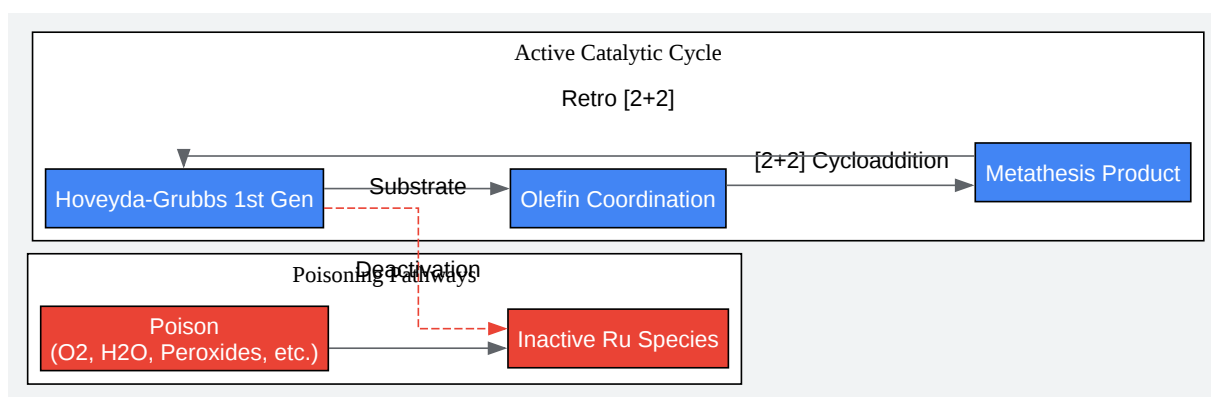 Active Catalytic Cycle
Retro [2+2]
[2+2] Cycloaddition
Metathesis Product
Hoveyda-Grubbs 1st Gen
Substrate
Olefin Coordination
Deactivation
Poisoning Pathways
Poison
(O2, H2O, Peroxides, etc.)
Inactive Ru Species